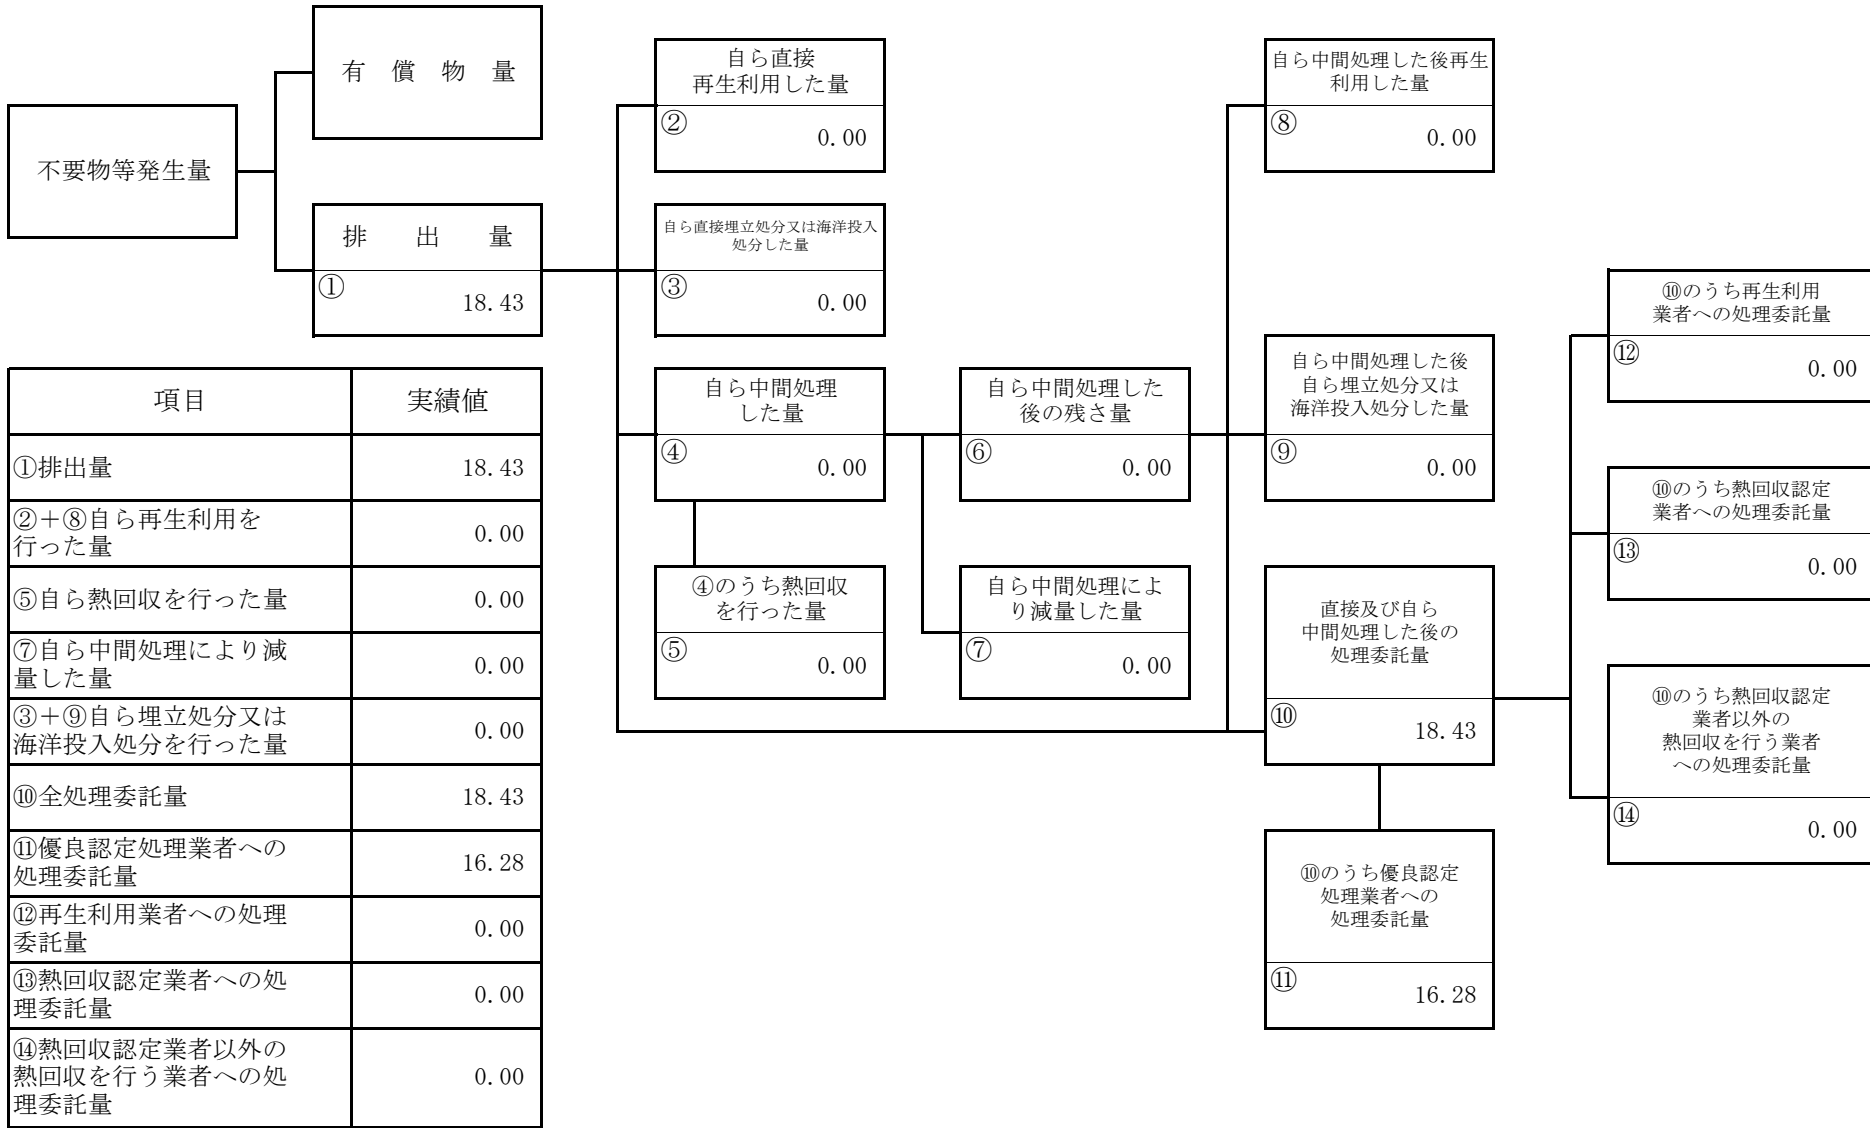 有償物量
不要物等発生量
排出量
①
18.43
自ら直接
再生利用した量
②
0.00
自ら直接埋立処分又は海洋投入
処分した量
③
0.00
自ら中間処理
した量
④
0.00
④のうち熱回収
を行った量
⑤
0.00
自ら中間処理した
後の残さ量
⑥
0.00
自ら中間処理によ
り減量した量
⑦
0.00
自ら中間処理した後再生
利用した量
⑧
0.00
自ら中間処理した後
自ら埋立処分又は
海洋投入処分した量
⑨
0.00
直接及び自ら
中間処理した後の
処理委託量
⑩
18.43
⑩のうち優良認定
処理業者への
処理委託量
⑪
16.28
⑩のうち再生利用
業者への処理委託量
⑫
0.00
⑩のうち熱回収認定
業者への処理委託量
⑬
0.00
⑩のうち熱回収認定
業者以外の
熱回収を行う業者
への処理委託量
⑭
0.00
項目 実績値
①排出量 18.43
②＋⑧自ら再生利用を
行った量 0.00
⑤自ら熱回収を行った量 0.00
⑦自ら中間処理により減
量した量 0.00
③＋⑨自ら埋立処分又は
海洋投入処分を行った量 0.00
⑩全処理委託量 18.43
⑪優良認定処理業者への
処理委託量 16.28
⑫再生利用業者への処理
委託量 0.00
⑬熱回収認定業者への処
理委託量 0.00
⑭熱回収認定業者以外の
熱回収を行う業者への処
理委託量 0.00